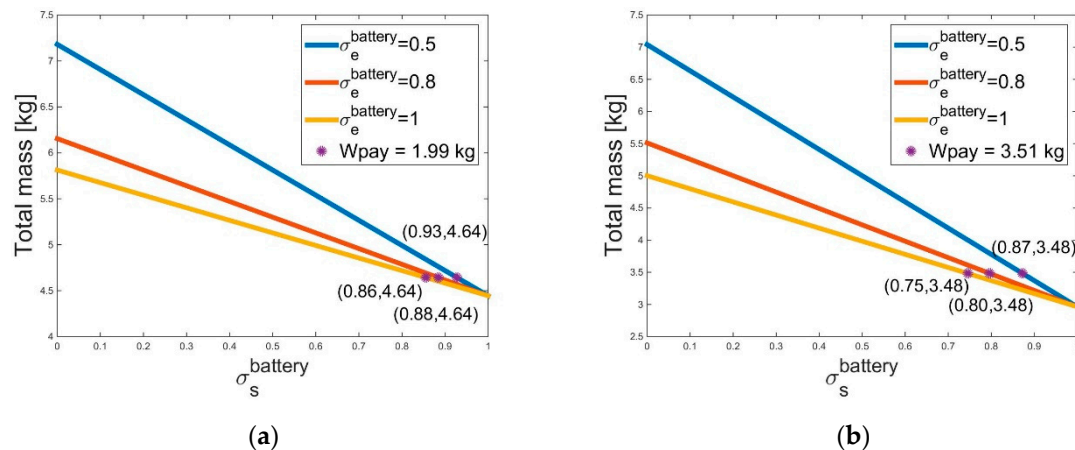 7.5
7
6.5
6
5.5
5
4.5
4
Total mass [kg]
σ_e^battery=0.5
σ_e^battery=0.8
σ_e^battery=1
Wpay = 1.99 kg
(0.93,4.64)
(0.86,4.64)
(0.88,4.64)
0 0.1 0.2 0.3 0.4 0.5 0.6 0.7 0.8 0.9 1
σ_s^battery
(a)
7.5
7
6.5
6
5.5
5
4.5
4
3.5
3
2.5
Total mass [kg]
σ_e^battery=0.5
σ_e^battery=0.8
σ_e^battery=1
Wpay = 3.51 kg
(0.87,3.48)
(0.75,3.48)
(0.80,3.48)
0 0.1 0.2 0.3 0.4 0.5 0.6 0.7 0.8 0.9
σ_s^battery
(b)